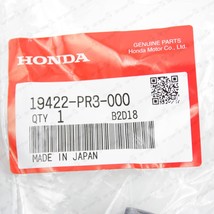 GENUINE PARTS
Honda Motor Co., Ltd.
HONDA
19422-PR3-000
QTY 1 B2D18
MADE IN JAPAN